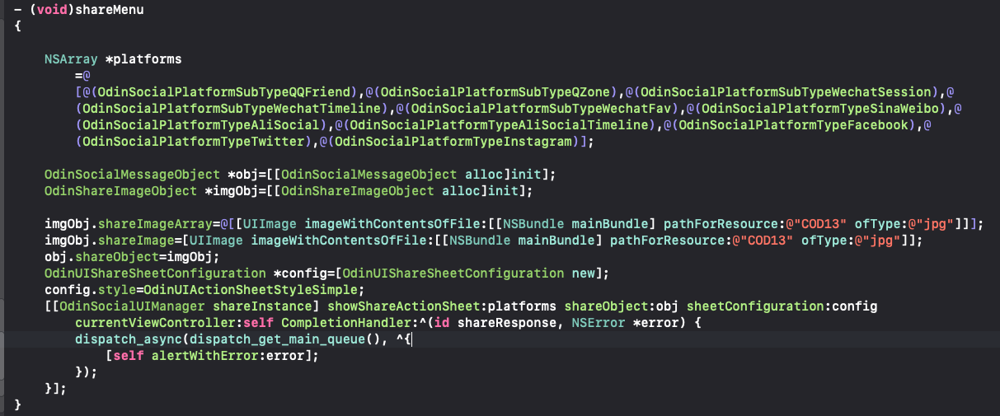 - (void)shareMenu
{
NSArray *platforms
=@
[@(OdinSocialPlatformSubTypeQQFriend),@(OdinSocialPlatformSubTypeQZone),@(OdinSocialPlatformSubTypeWechatSession),@
(OdinSocialPlatformSubTypeWechatTimeline),@(OdinSocialPlatformSubTypeWechatFav),@(OdinSocialPlatformTypeSinaWeibo),@
(OdinSocialPlatformTypeAliSocial),@(OdinSocialPlatformTypeAliSocialTimeline),@(OdinSocialPlatformTypeFacebook),@
(OdinSocialPlatformTypeTwitter),@(OdinSocialPlatformTypeInstagram)];
OdinSocialMessageObject *obj=[[OdinSocialMessageObject alloc]init];
OdinShareImageObject *imgObj=[[OdinShareImageObject alloc]init];
imgObj.shareImageArray=@[[UIImage imageWithContentsOfFile:[[NSBundle mainBundle] pathForResource:@"COD13" ofType:@"jpg"]]];
imgObj.shareImage=[UIImage imageWithContentsOfFile:[[NSBundle mainBundle] pathForResource:@"COD13" ofType:@"jpg"]];
obj.shareObject=imgObj;
OdinUIShareSheetConfiguration *config=[OdinUIShareSheetConfiguration new];
config.style=OdinUIActionSheetStyleSimple;
[[OdinSocialUIManager shareInstance] showShareActionSheet:platforms shareObject:obj sheetConfiguration:config
currentViewController:self CompletionHandler:^(id shareResponse, NSError *error) {
dispatch_async(dispatch_get_main_queue(), ^{
[self alertWithError:error];
});
}];
}